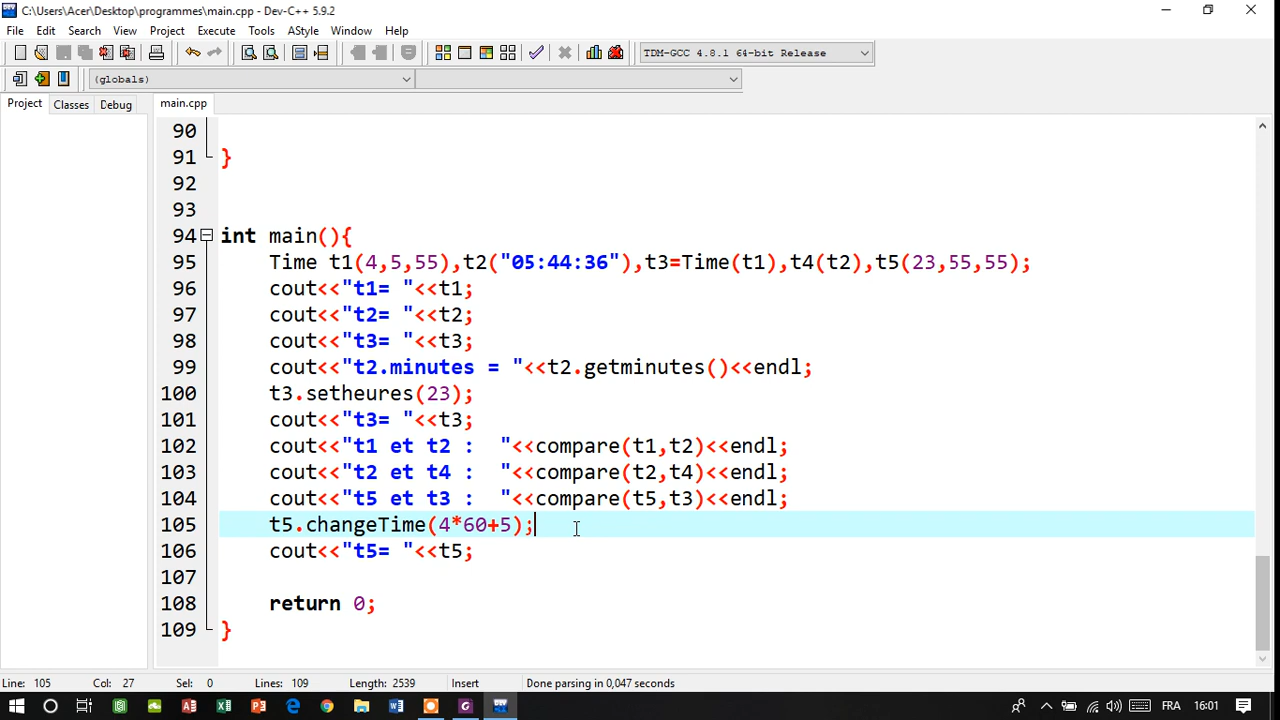 C:\Users\Acer\Desktop\programmes\main.cpp - Dev-C++ 5.9.2
File Edit Search View Project Execute Tools AStyle Window Help
TDM-GCC 4.8.1 64-bit Release
(globals)
Project Classes Debug
main.cpp
90
91 }
92
93
94 int main(){
95 Time t1(4,5,55),t2("05:44:36"),t3=Time(t1),t4(t2),t5(23,55,55);
96 cout<<"t1= "<<t1;
97 cout<<"t2= "<<t2;
98 cout<<"t3= "<<t3;
99 cout<<"t2.minutes = "<<t2.getminutes()<<endl;
100 t3.setheures(23);
101 cout<<"t3= "<<t3;
102 cout<<"t1 et t2 :  "<<compare(t1,t2)<<endl;
103 cout<<"t2 et t4 :  "<<compare(t2,t4)<<endl;
104 cout<<"t5 et t3 :  "<<compare(t5,t3)<<endl;
105 t5.changeTime(4*60+5);
106 cout<<"t5= "<<t5;
107
108 return 0;
109 }
Line: 105 Col: 27 Sel: 0 Lines: 109 Length: 2539 Insert Done parsing in 0,047 seconds
FRA 16:01